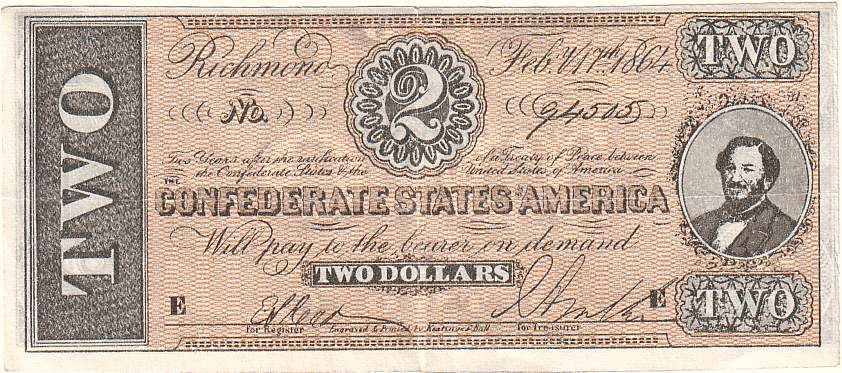 TWO
Richmond Feby 17th 1864
TWO
2
No. 94505
Two Years after the ratification of a Treaty of Peace between
the Confederate States & the United States of America
THE
CONFEDERATE STATES OF AMERICA
Will pay to the bearer on demand
TWO DOLLARS
E E
for Register Engraved & Printed by Keatinge & Ball for Treasurer
TWO